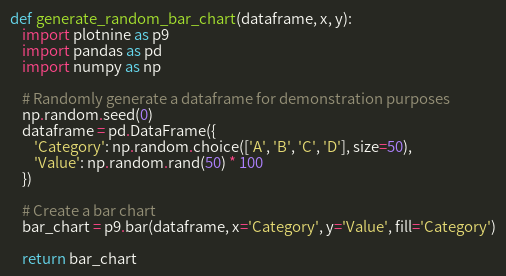 def generate_random_bar_chart(dataframe, x, y):
    import plotnine as p9
    import pandas as pd
    import numpy as np

    # Randomly generate a dataframe for demonstration purposes
    np.random.seed(0)
    dataframe = pd.DataFrame({
        'Category': np.random.choice(['A', 'B', 'C', 'D'], size=50),
        'Value': np.random.rand(50) * 100
    })

    # Create a bar chart
    bar_chart = p9.bar(dataframe, x='Category', y='Value', fill='Category')

    return bar_chart